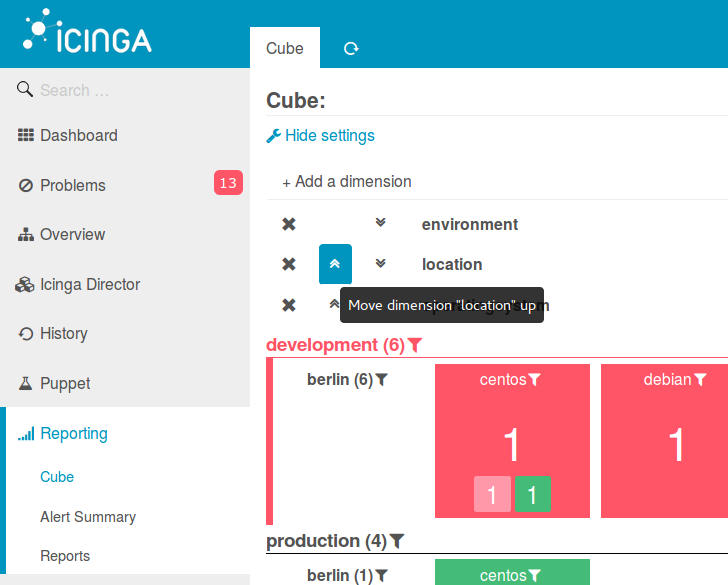 ICINGA
Cube
Search ...
Cube:
Hide settings
Dashboard
+ Add a dimension
Problems
13
environment
Overview
location
Icinga Director
Move dimension "location" up
History
development (6)
berlin (6)
centos
debian
Puppet
1
1
Reporting
Cube
1
1
Alert Summary
production (4)
Reports
berlin (1)
centos